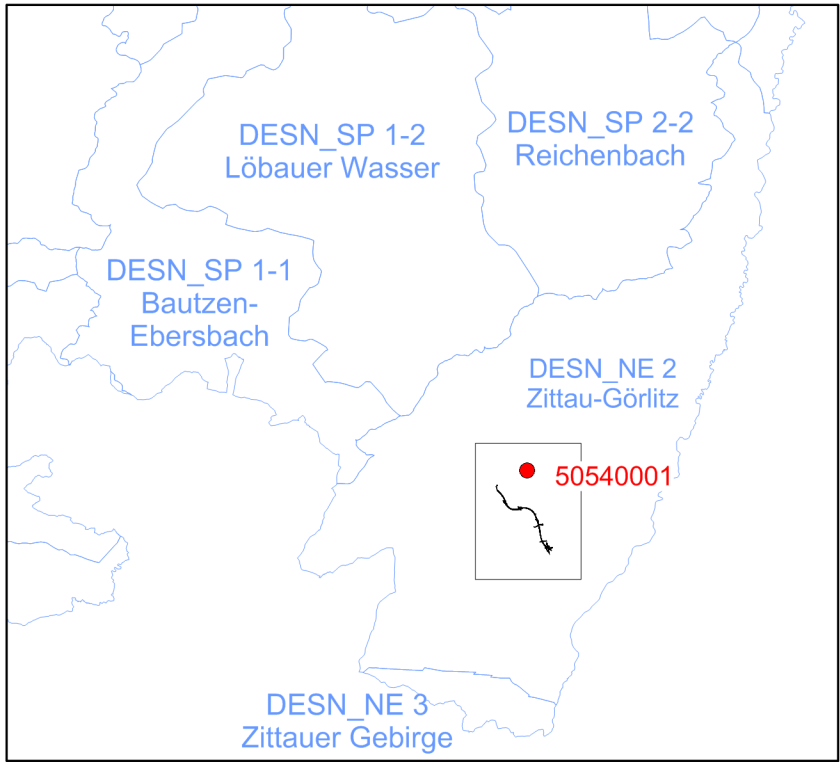 DESN_SP 1-2
Löbauer Wasser
DESN_SP 2-2
Reichenbach
DESN_SP 1-1
Bautzen-
Ebersbach
DESN_NE 2
Zittau-Görlitz
50540001
DESN_NE 3
Zittauer Gebirge